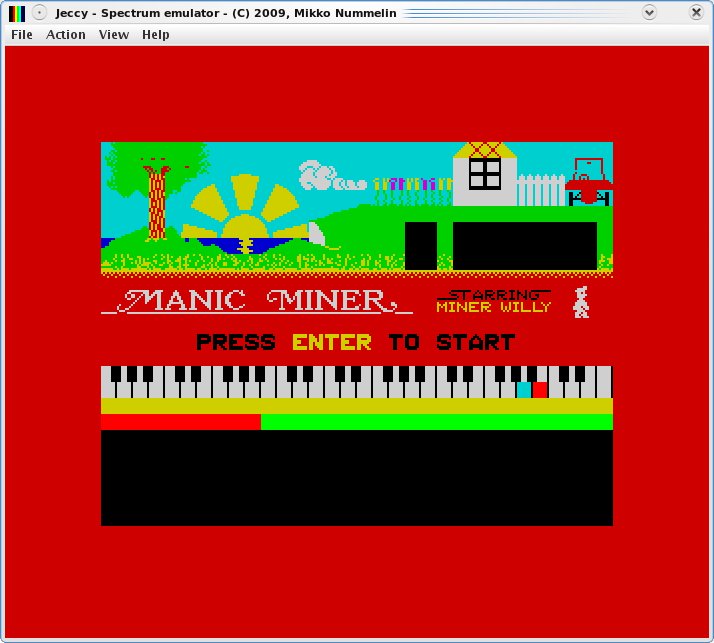 Jeccy - Spectrum emulator - (C) 2009, Mikko Nummelin
File Action View Help
MANIC MINER
STARRING
MINER WILLY
PRESS ENTER TO START